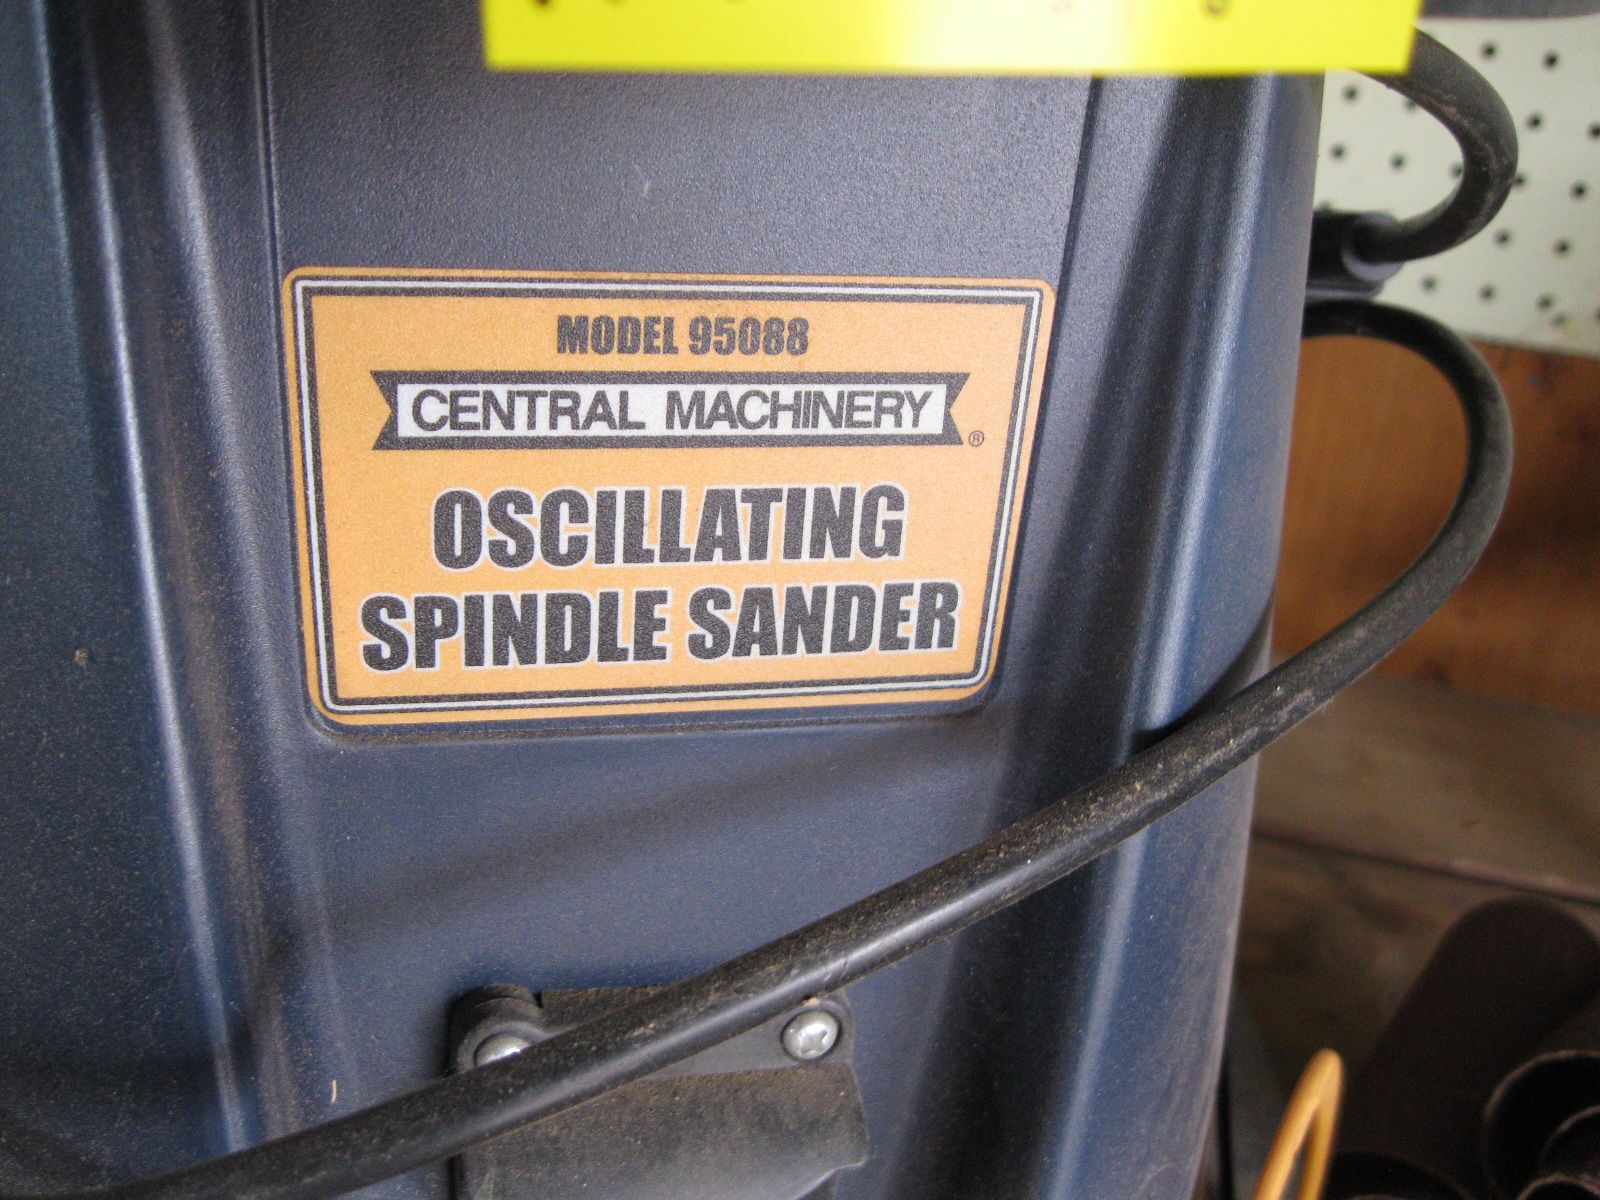 MODEL 95088
CENTRAL MACHINERY®
OSCILLATING
SPINDLE SANDER